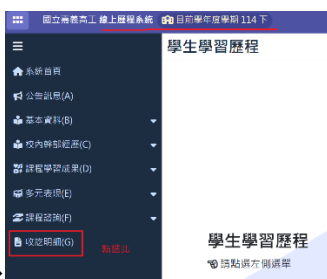 國立嘉義高工 線上歷程系統 目前學年度學期 114 下
學生學習歷程
系統首頁
公告訊息(A)
基本資料(B)
校內幹部經歷(C)
課程學習成果(D)
多元表現(E)
課程諮詢(F)
收訖明細(G)
點選此
學生學習歷程
請點選左側選單